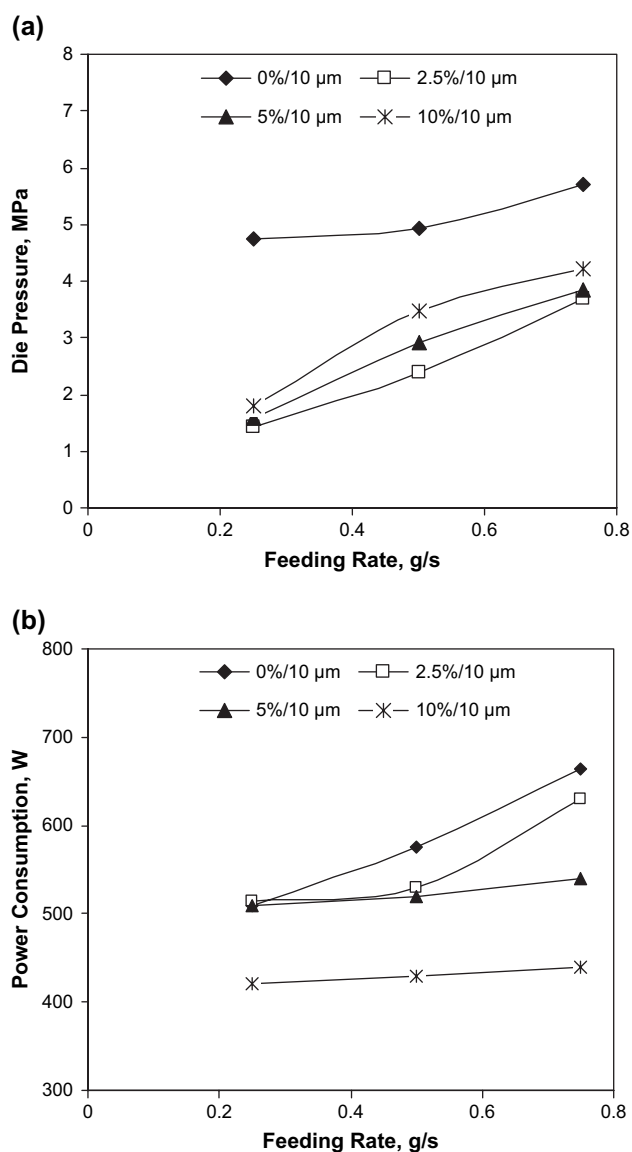 (a)
8
7
6
5
4
3
2
1
0
Die Pressure, MPa
0%/10 µm 2.5%/10 µm
5%/10 µm 10%/10 µm
0 0.2 0.4 0.6 0.8
Feeding Rate, g/s
(b)
800
700
600
500
400
300
Power Consumption, W
0%/10 µm 2.5%/10 µm
5%/10 µm 10%/10 µm
0 0.2 0.4 0.6 0.8
Feeding Rate, g/s